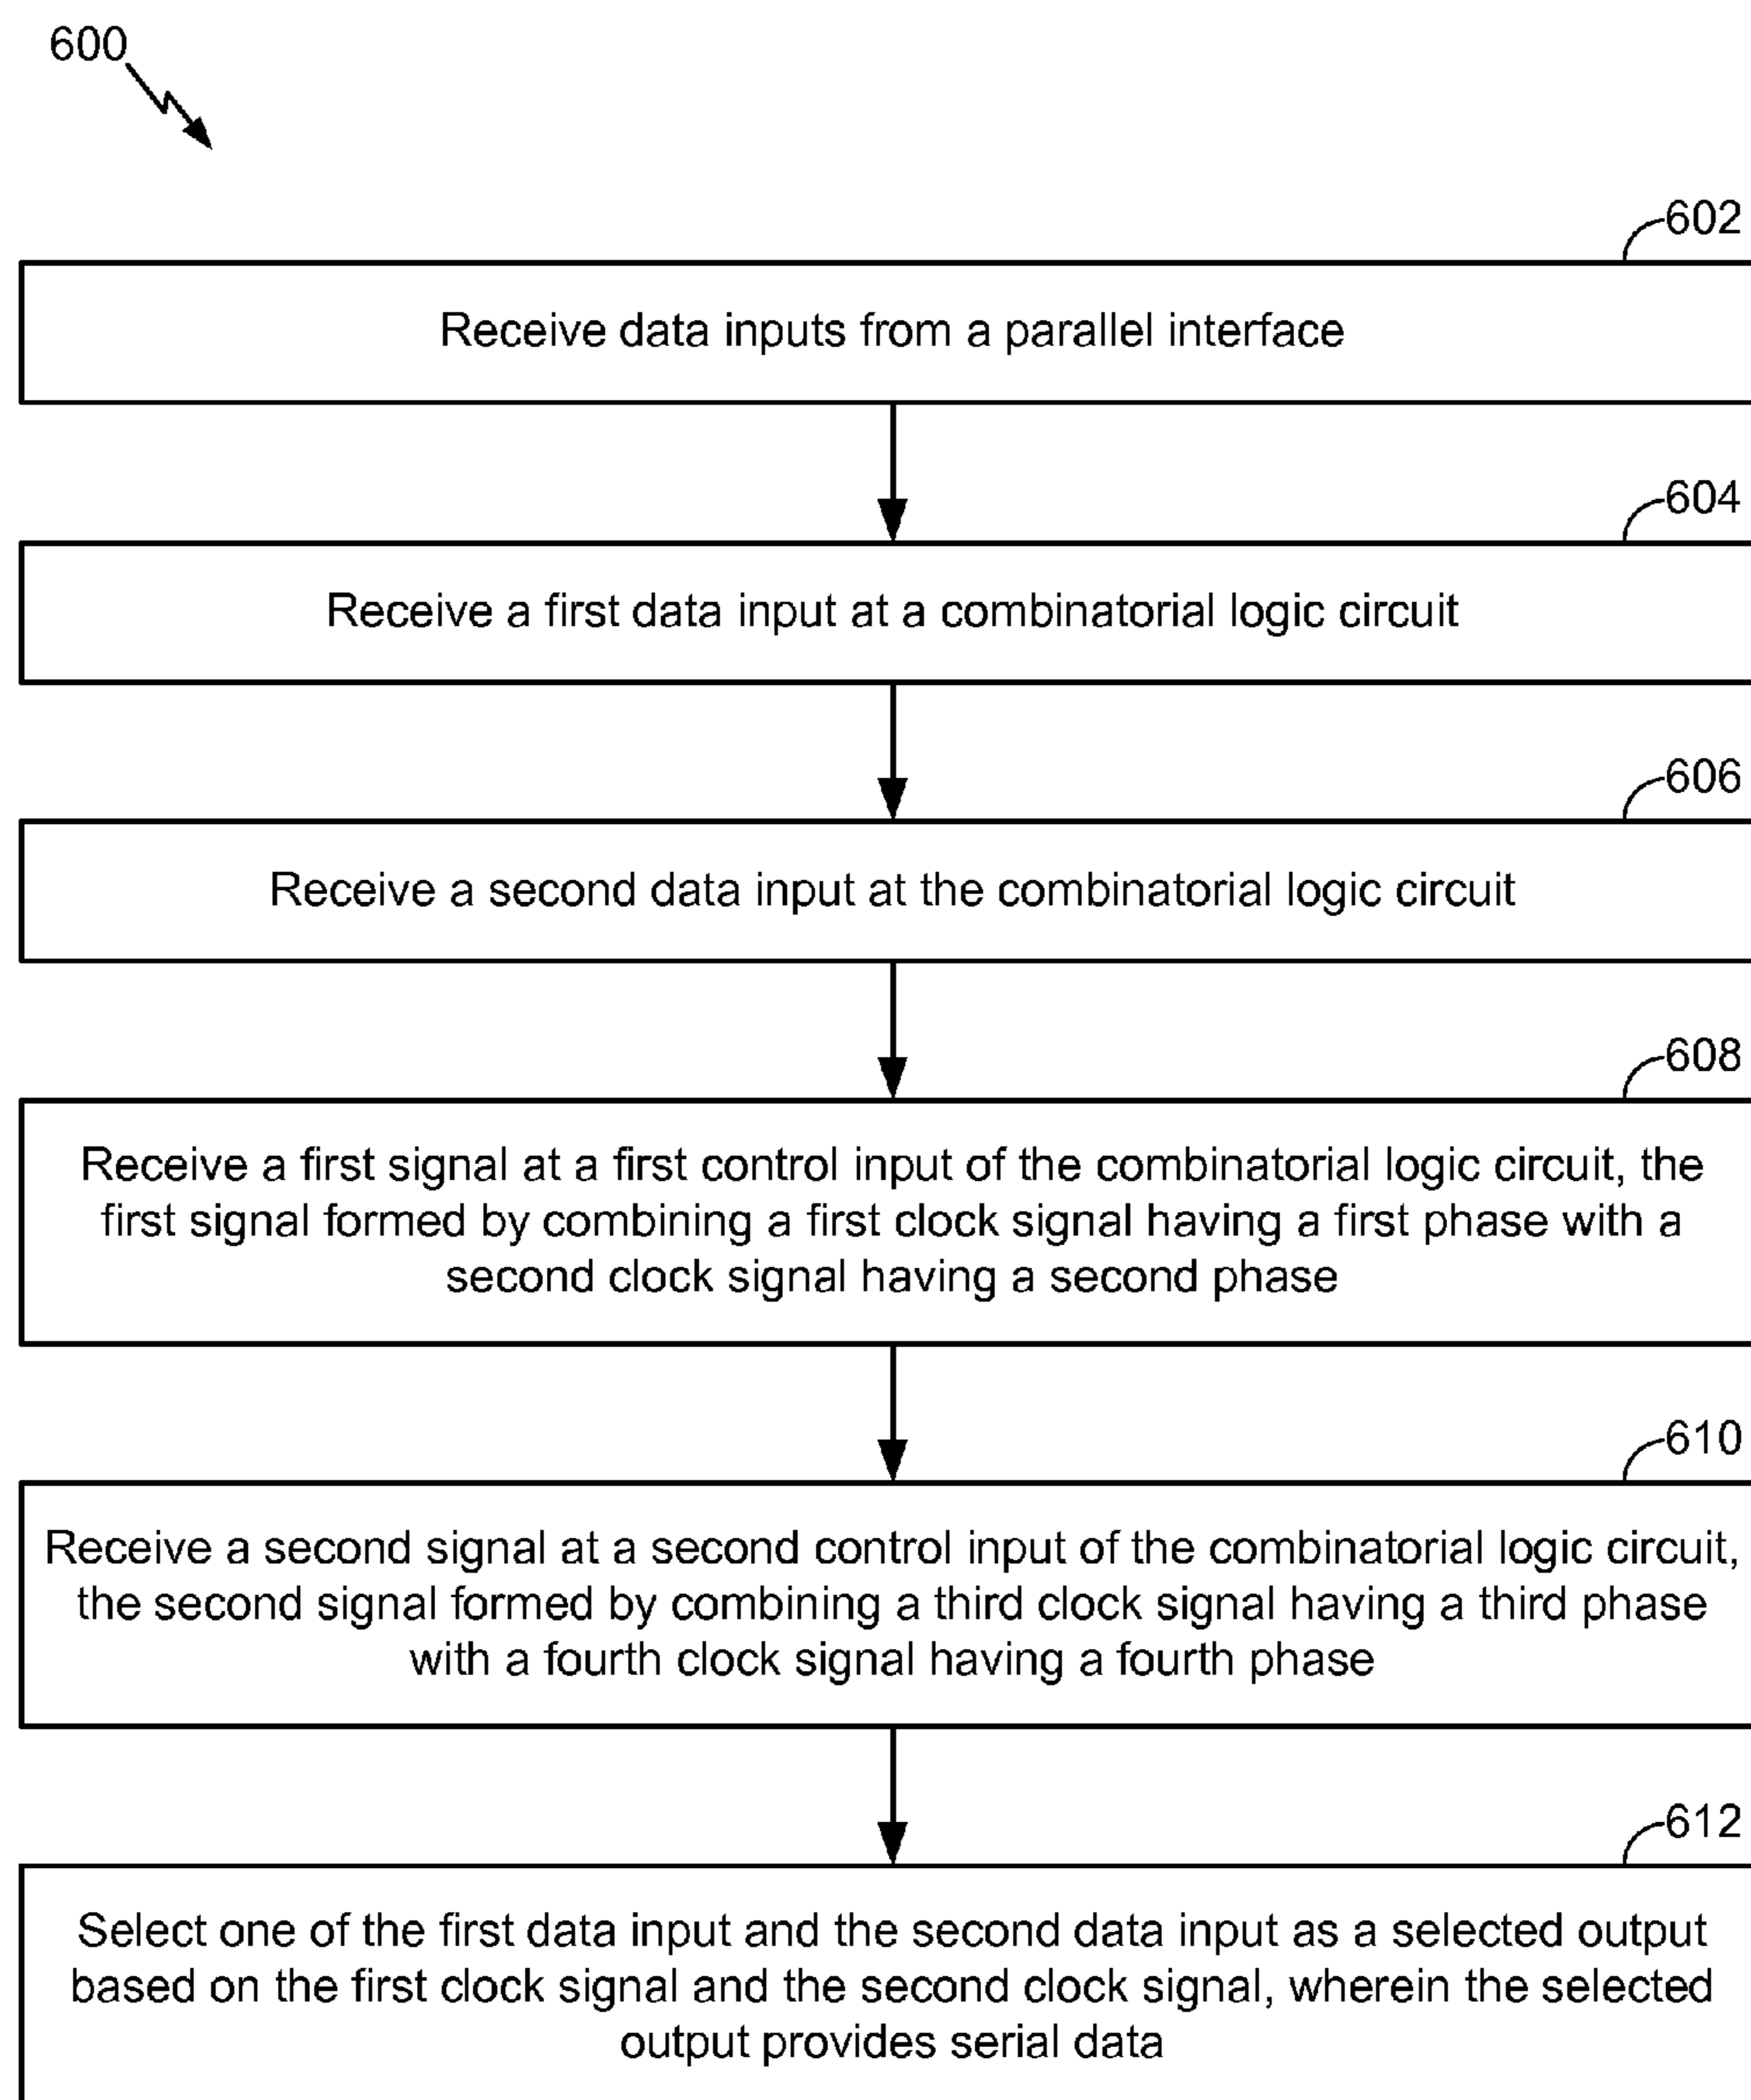 600
602
Receive data inputs from a parallel interface
604
Receive a first data input at a combinatorial logic circuit
606
Receive a second data input at the combinatorial logic circuit
608
Receive a first signal at a first control input of the combinatorial logic circuit, the
first signal formed by combining a first clock signal having a first phase with a
second clock signal having a second phase
610
Receive a second signal at a second control input of the combinatorial logic circuit,
the second signal formed by combining a third clock signal having a third phase
with a fourth clock signal having a fourth phase
612
Select one of the first data input and the second data input as a selected output
based on the first clock signal and the second clock signal, wherein the selected
output provides serial data